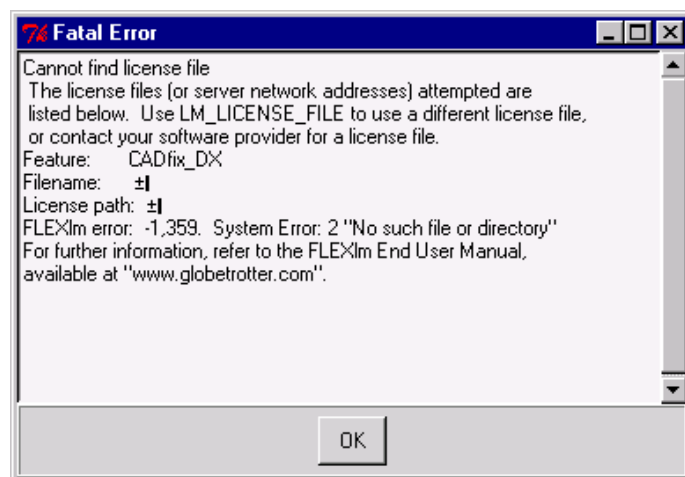 Fatal Error
Cannot find license file
The license files (or server network addresses) attempted are
listed below. Use LM_LICENSE_FILE to use a different license file,
or contact your software provider for a license file.
Feature: CADfix_DX
Filename: ±
License path: ±
FLEXlm error: -1,359. System Error: 2 "No such file or directory"
For further information, refer to the FLEXlm End User Manual,
available at "www.globetrotter.com".
OK